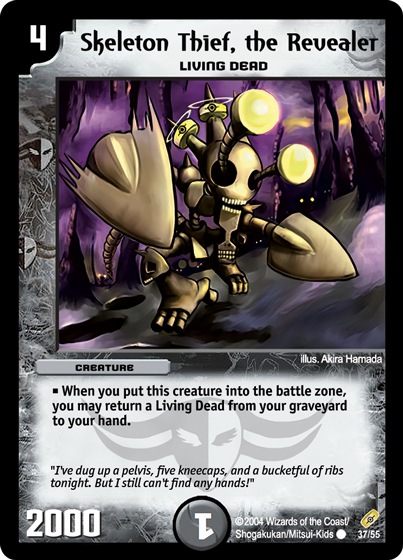 4
Skeleton Thief, the Revealer
LIVING DEAD
illus. Akira Hamada
CREATURE
▪ When you put this creature into the battle zone,
you may return a Living Dead from your graveyard
to your hand.
"I've dug up a pelvis, five kneecaps, and a bucketful of ribs
tonight. But I still can't find any hands!"
2000
1
©2004 Wizards of the Coast/
Shogakukan/Mitsui-Kids ● 37/55